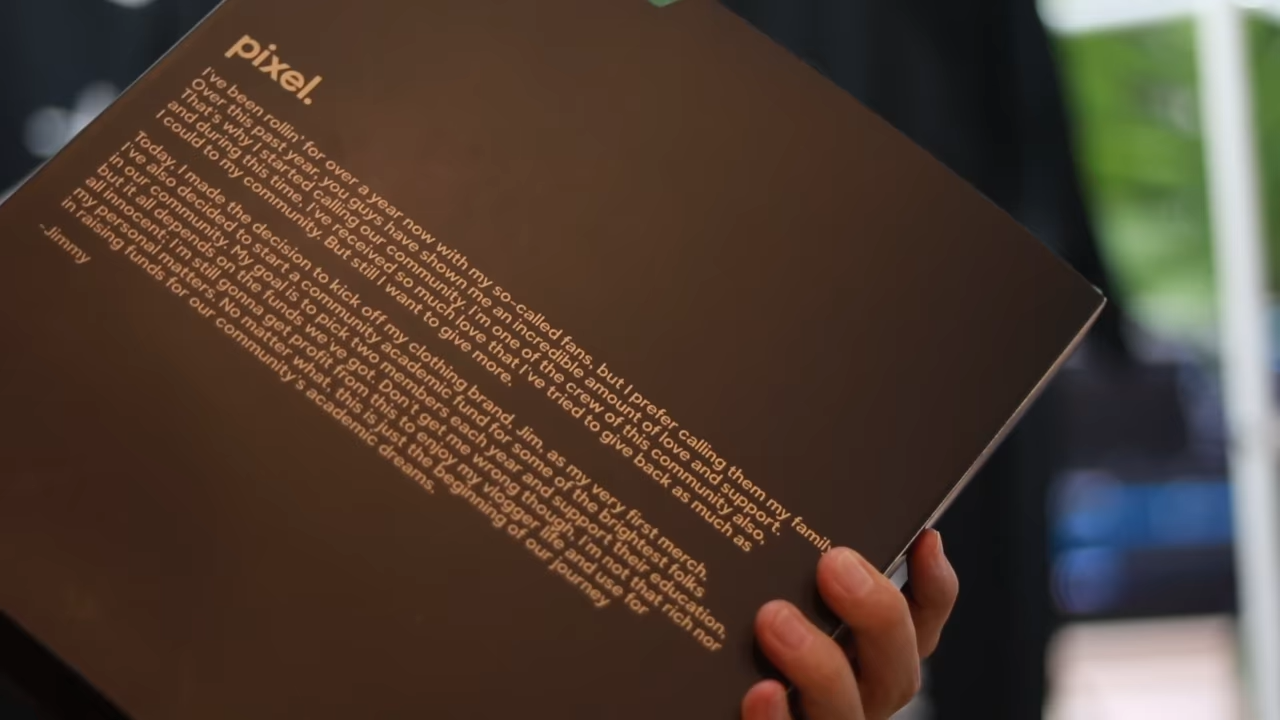 pixel.
I've been rollin' for over a year now with my so-called fans, but I prefer calling them my family
Over this past year, you guys have shown me an incredible amount of love and support.
That's why I started calling our community I'm one of the crew of this community also,
and during this time, I've received so much love that I've tried to give back as much as
I could to my community But still I want to give more.
Today, I made the decision to kick off my clothing brand, Jim, as my very first merch,
I've also decided to start a community academic fund for some of the brightest folks
in our community. My goal is to pick two members each year and support their education,
but it all depends on the funds we've got. Don't get me wrong though, I'm not that rich nor
all innocent; I'm still gonna get profit from this to enjoy my vlogger life and use for
my personal matters. No matter what, this is just the beginning of our journey
in raising funds for our community's academic dreams.
-Jimmy